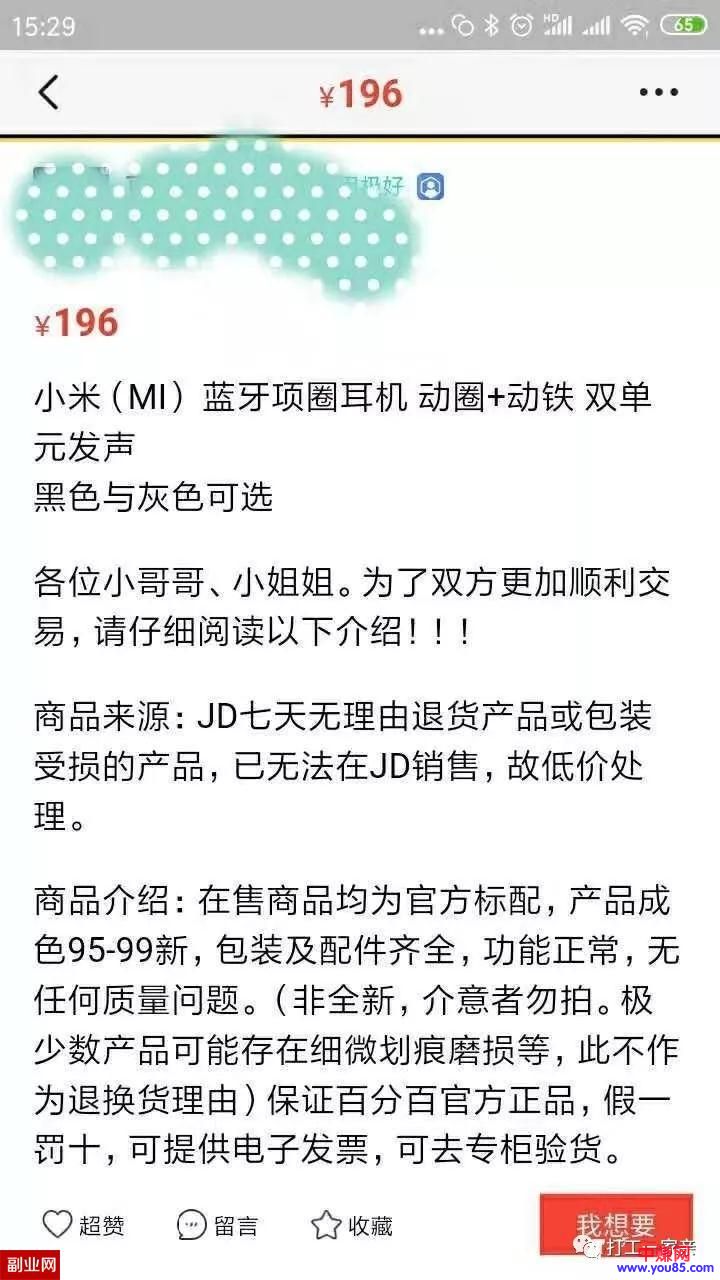 15:29
HD
65
¥196
极好
¥196
小米（MI）蓝牙项圈耳机 动圈+动铁 双单
元发声
黑色与灰色可选
各位小哥哥、小姐姐。为了双方更加顺利交
易，请仔细阅读以下介绍！！！
商品来源：JD七天无理由退货产品或包装
受损的产品，已无法在JD销售，故低价处
理。
商品介绍：在售商品均为官方标配，产品成
色95-99新，包装及配件齐全，功能正常，无
任何质量问题。（非全新，介意者勿拍。极
少数产品可能存在细微划痕磨损等，此不作
为退换货理由）保证百分百官方正品，假一
罚十，可提供电子发票，可去专柜验货。
超赞 留言 收藏 我想要
打工一家亲
中赚网
www.you85.com
副业网